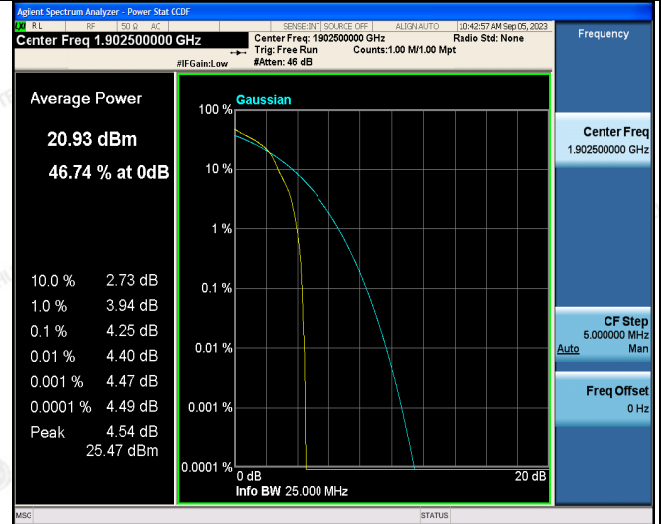 Agilent Spectrum Analyzer - Power Stat CCDF
RL RF 50 Ω AC SENSE:INT SOURCE OFF ALIGN AUTO 10:42:57 AM Sep 05, 2023
Center Freq 1.902500000 GHz
Center Freq: 1902500000 GHz Radio Std: None
Trig: Free Run Counts:1.00 M/1.00 Mpt
#IFGain:Low #Atten: 46 dB
Frequency
Average Power
20.93 dBm
46.74 % at 0dB
10.0 % 2.73 dB
1.0 % 3.94 dB
0.1 % 4.25 dB
0.01 % 4.40 dB
0.001 % 4.47 dB
0.0001 % 4.49 dB
Peak 4.54 dB
25.47 dBm
Gaussian
100 %
10 %
1 %
0.1 %
0.01 %
0.001 %
0.0001 %
0 dB 20 dB
Info BW 25.000 MHz
Center Freq
1.902500000 GHz
CF Step
5.000000 MHz
Auto Man
Freq Offset
0 Hz
MSG STATUS